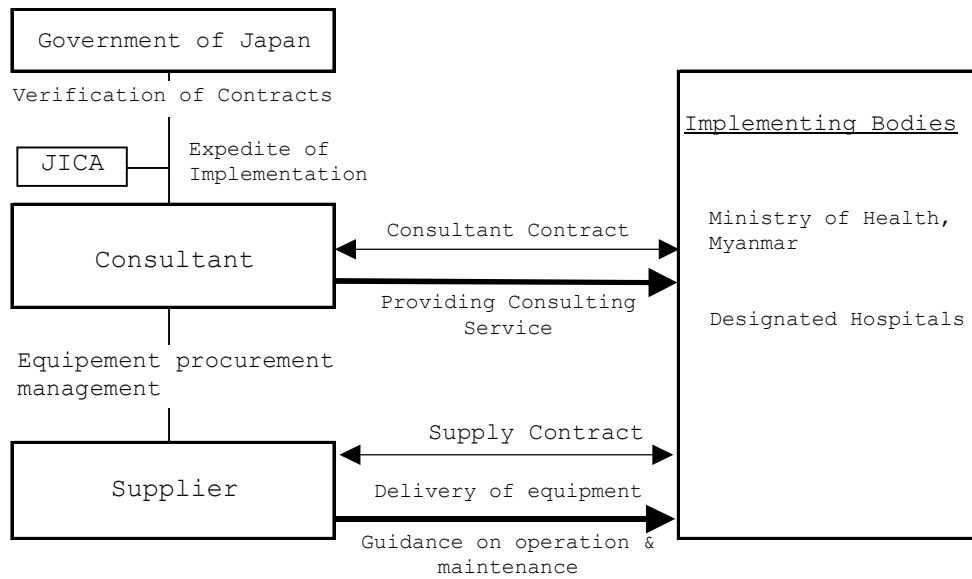 Government of Japan
Verification of Contracts
JICA
Expedite of
Implementation
Consultant
Equipement procurement
management
Supplier
Consultant Contract
Providing Consulting
Service
Supply Contract
Delivery of equipment
Guidance on operation &
maintenance
Implementing Bodies
Ministry of Health,
Myanmar
Designated Hospitals